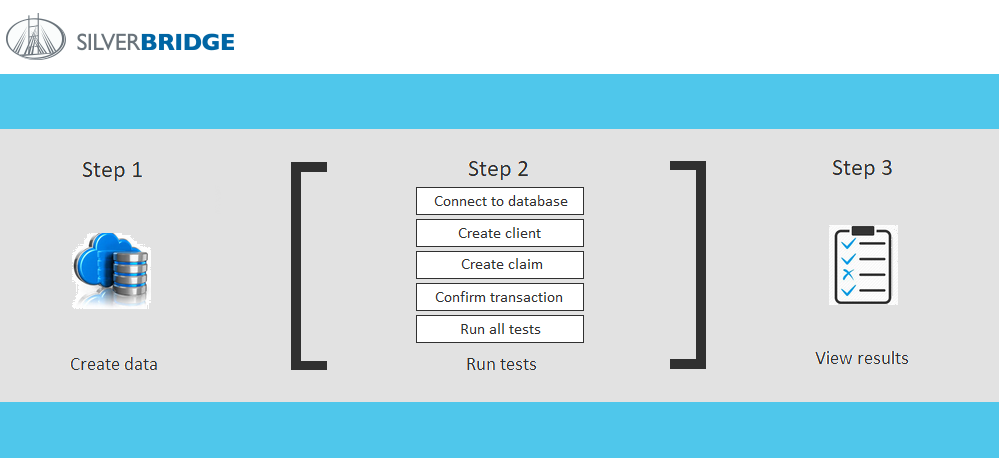 SILVERBRIDGE
Step 1
Create data
Step 2
Connect to database
Create client
Create claim
Confirm transaction
Run all tests
Run tests
Step 3
View results